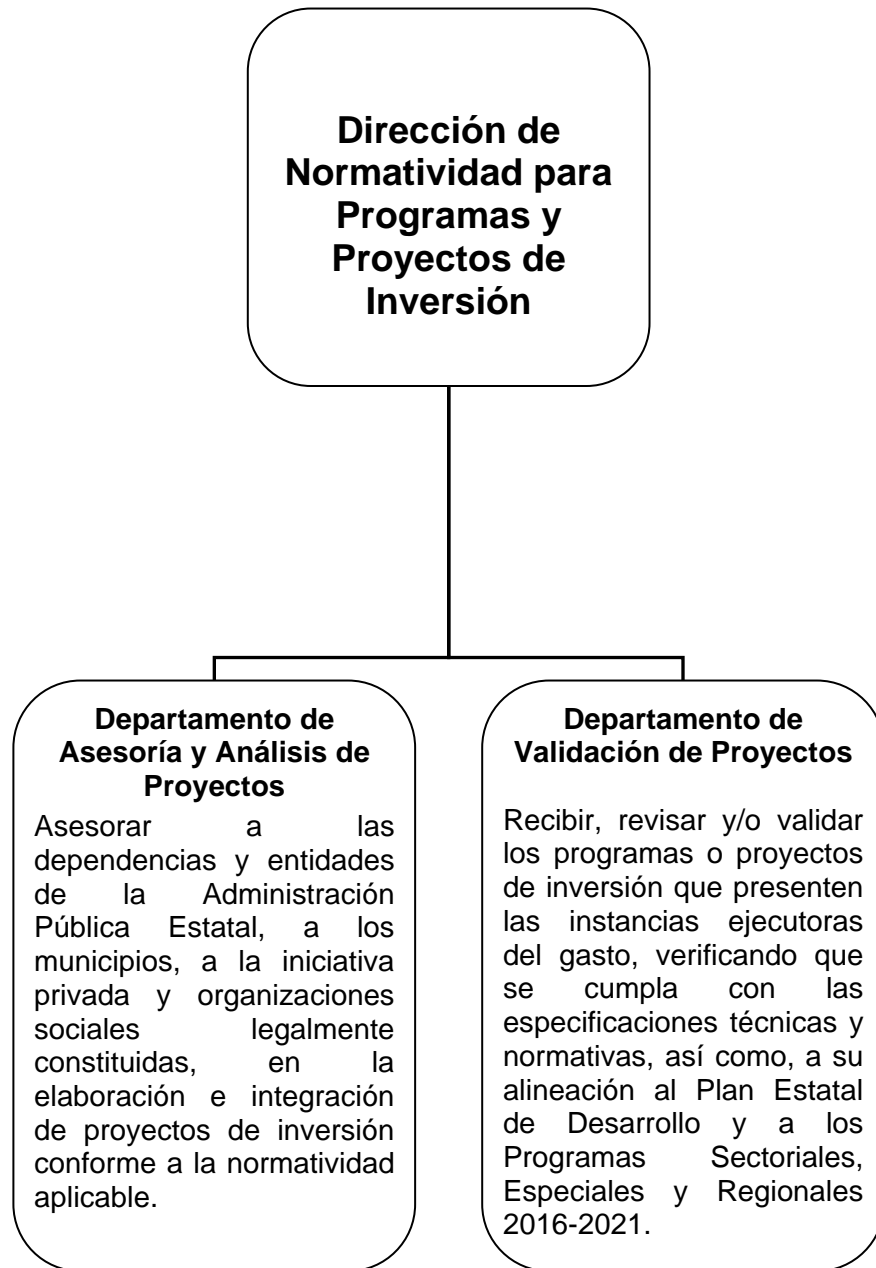 Dirección de
Normatividad para
Programas y
Proyectos de
Inversión
Departamento de
Asesoría y Análisis de
Proyectos
Asesorar a las
dependencias y entidades
de la Administración
Pública Estatal, a los
municipios, a la iniciativa
privada y organizaciones
sociales legalmente
constituidas, en la
elaboración e integración
de proyectos de inversión
conforme a la normatividad
aplicable.
Departamento de
Validación de Proyectos
Recibir, revisar y/o validar
los programas o proyectos
de inversión que presenten
las instancias ejecutoras
del gasto, verificando que
se cumpla con las
especificaciones técnicas y
normativas, así como, a su
alineación al Plan Estatal
de Desarrollo y a los
Programas Sectoriales,
Especiales y Regionales
2016-2021.